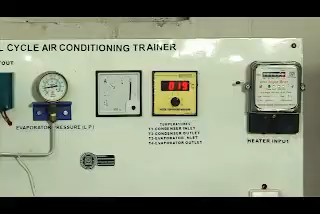 L CYCLE AIR CONDITIONING TRAINER
OUT
019
EVAPORATOR PRESSURE (L P)
TEMPERATURES
T1-CONDENSER INLET
T2-CONDENSER OUTLET
T3-EVAPORATOR INLET
T4-EVAPORATOR OUTLET
HEATER INPUT